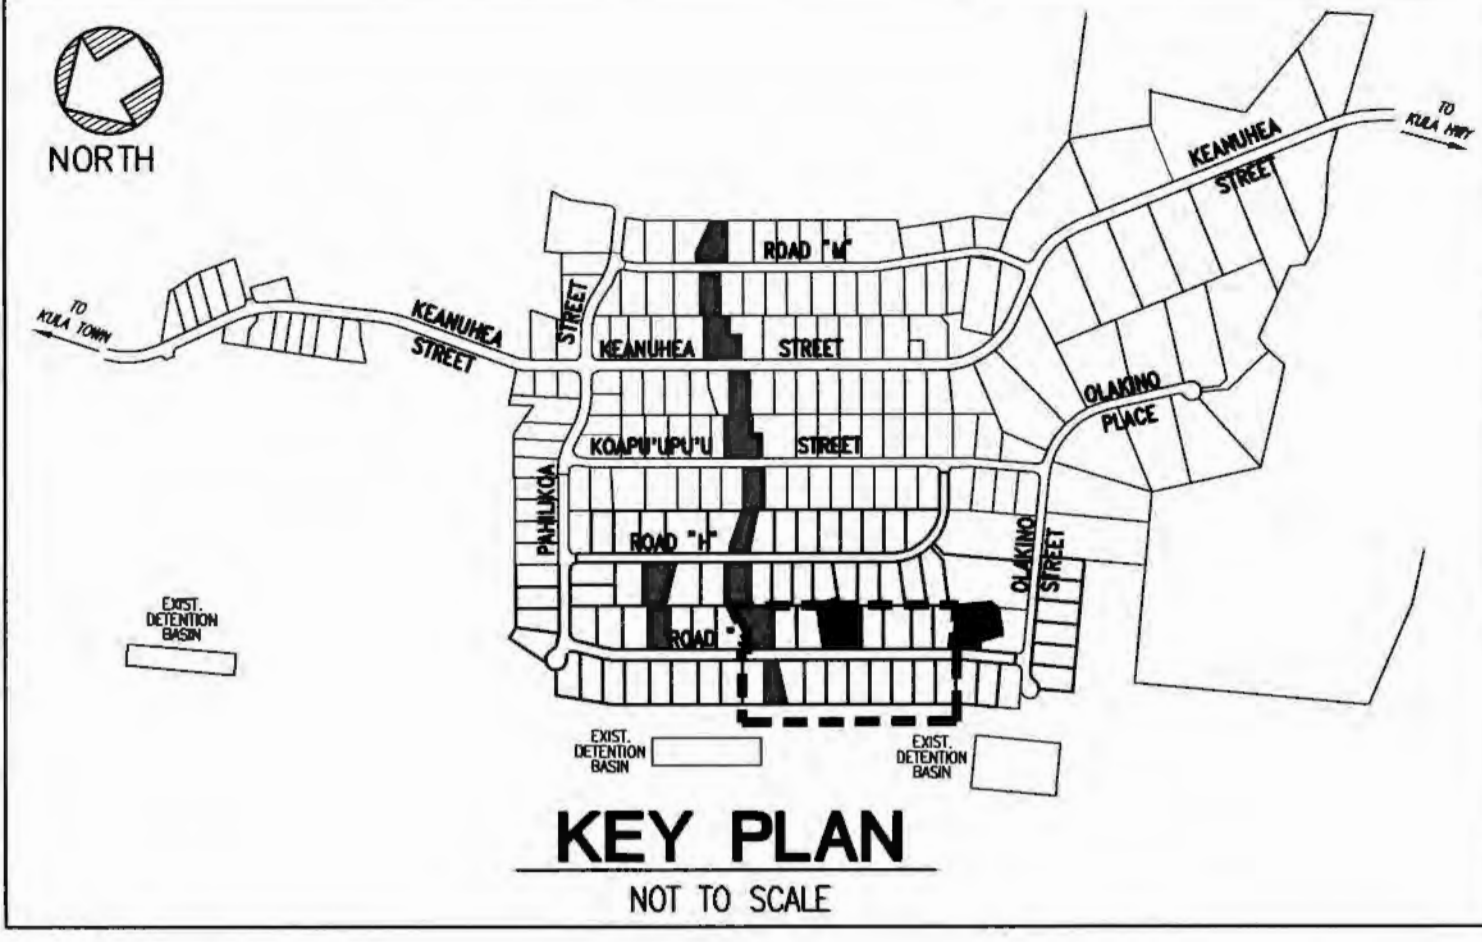 NORTH
TO
KULA HWY
KEANUHEA
STREET
ROAD "M"
STREET
TO
KULA TOWN
KEANUHEA
STREET
KEANUHEA STREET
OLAKINO
PLACE
KOAPU'UPU'U STREET
PAHILIKOA
ROAD "H"
OLAKINO
STREET
EXIST.
DETENTION
BASIN
ROAD "
EXIST.
DETENTION
BASIN
EXIST.
DETENTION
BASIN
KEY PLAN
NOT TO SCALE